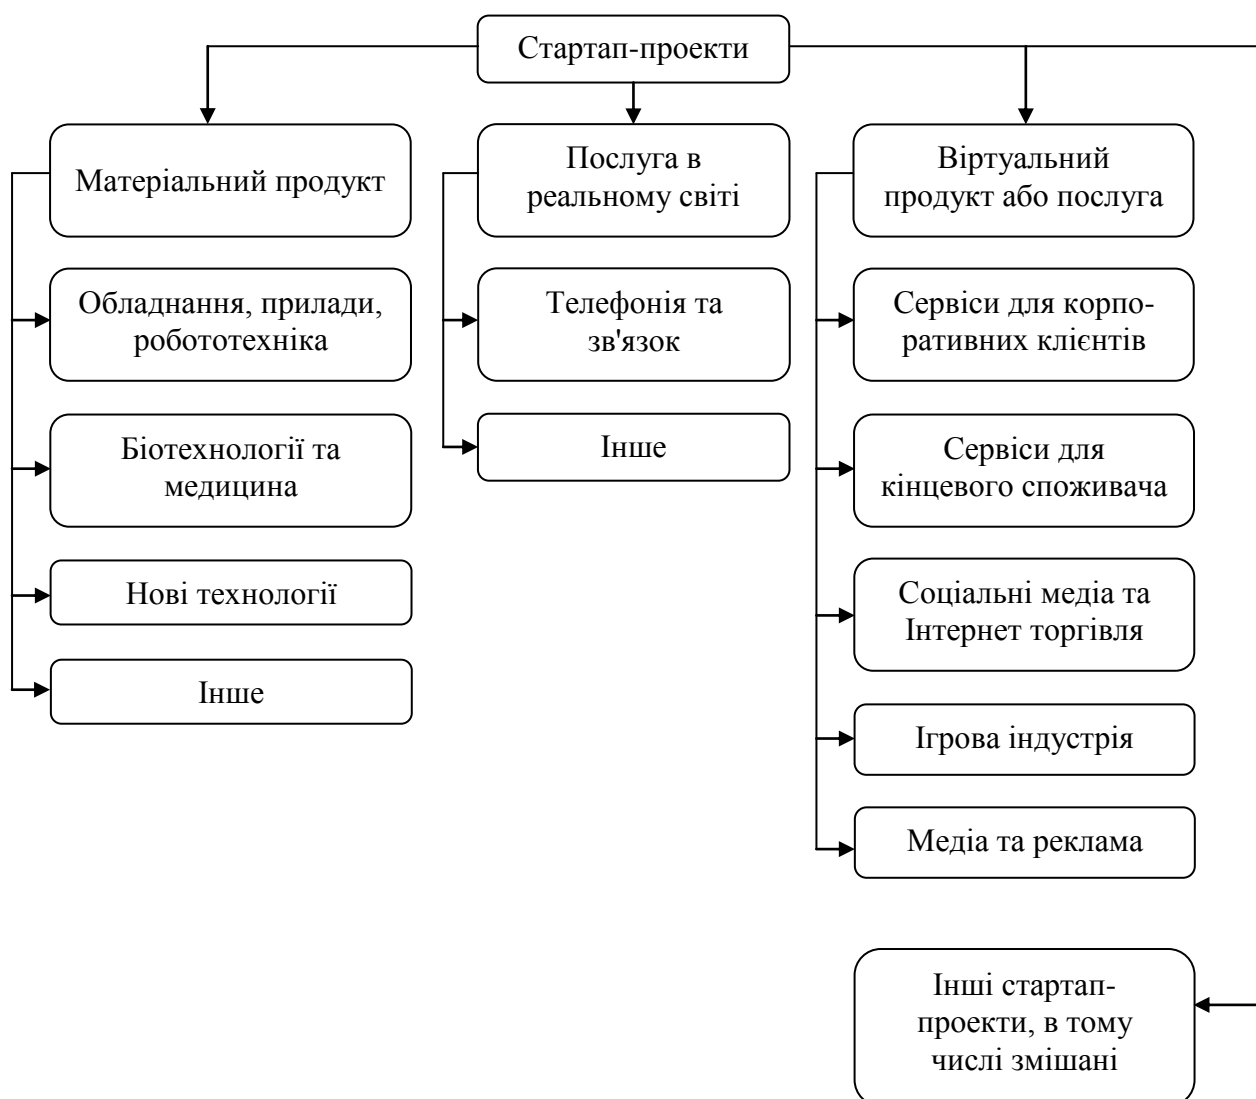 Стартап-проекти
Матеріальний продукт
Обладнання, прилади,
робототехніка
Біотехнології та
медицина
Нові технології
Інше
Послуга в
реальному світі
Телефонія та
зв'язок
Інше
Віртуальний
продукт або послуга
Сервіси для корпо-
ративних клієнтів
Сервіси для
кінцевого споживача
Соціальні медіа та
Інтернет торгівля
Ігрова індустрія
Медіа та реклама
Інші стартап-
проекти, в тому
числі змішані